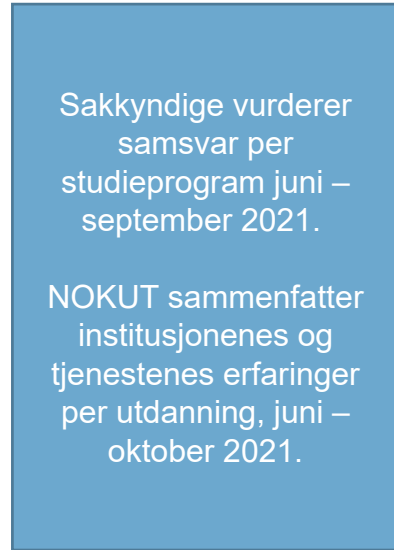 Sakkyndige vurderer
samsvar per
studieprogram juni –
september 2021.
NOKUT sammenfatter
institusjonenes og
tjenestenes erfaringer
per utdanning, juni –
oktober 2021.